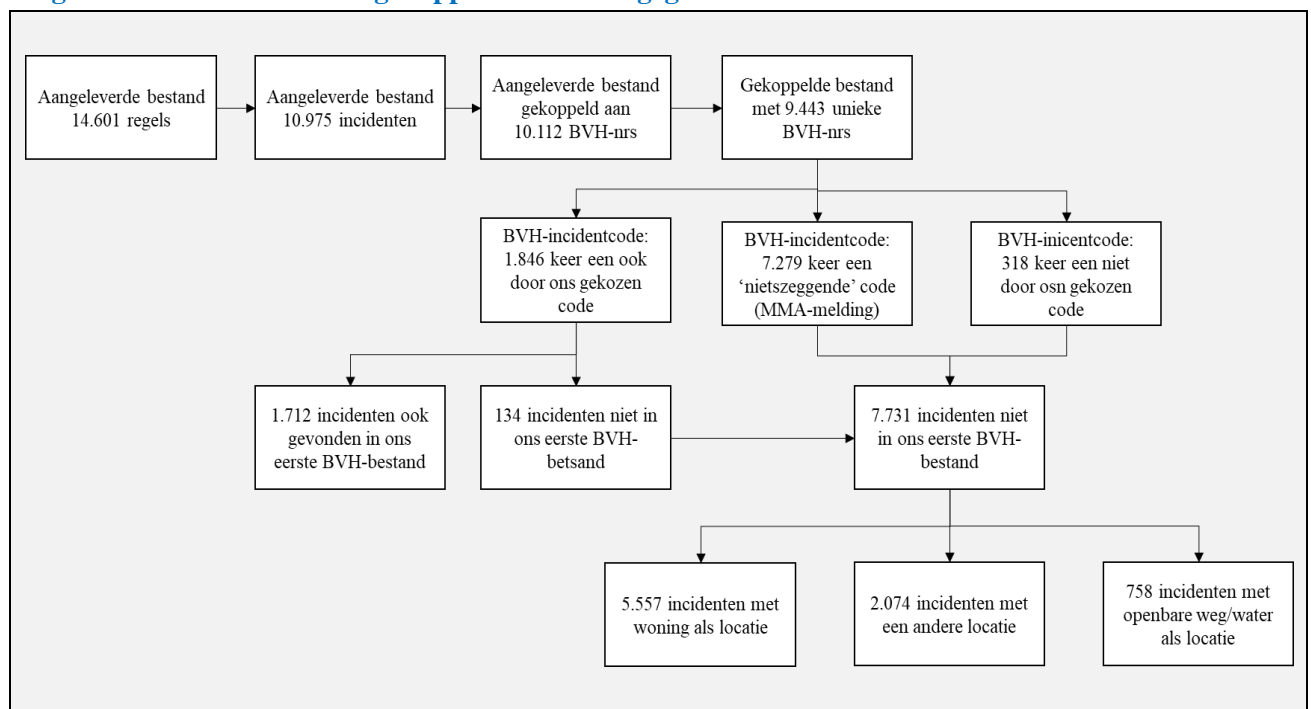 Aangeleverde bestand
14.601 regels
Aangeleverde bestand
10.975 incidenten
Aangeleverde bestand
gekoppeld aan
10.112 BVH-nrs
Gekoppelde bestand
met 9.443 unieke
BVH-nrs
BVH-incidentcode:
1.846 keer een ook
door ons gekozen
code
BVH-incidentcode:
7.279 keer een
‘nietszeggende’ code
(MMA-melding)
BVH-inicentcode:
318 keer een niet
door osn gekozen
code
1.712 incidenten ook
gevonden in ons
eerste BVH-bestand
134 incidenten niet in
ons eerste BVH-
betsand
7.731 incidenten niet
in ons eerste BVH-
bestand
5.557 incidenten met
woning als locatie
2.074 incidenten met
een andere locatie
758 incidenten met
openbare weg/water
als locatie